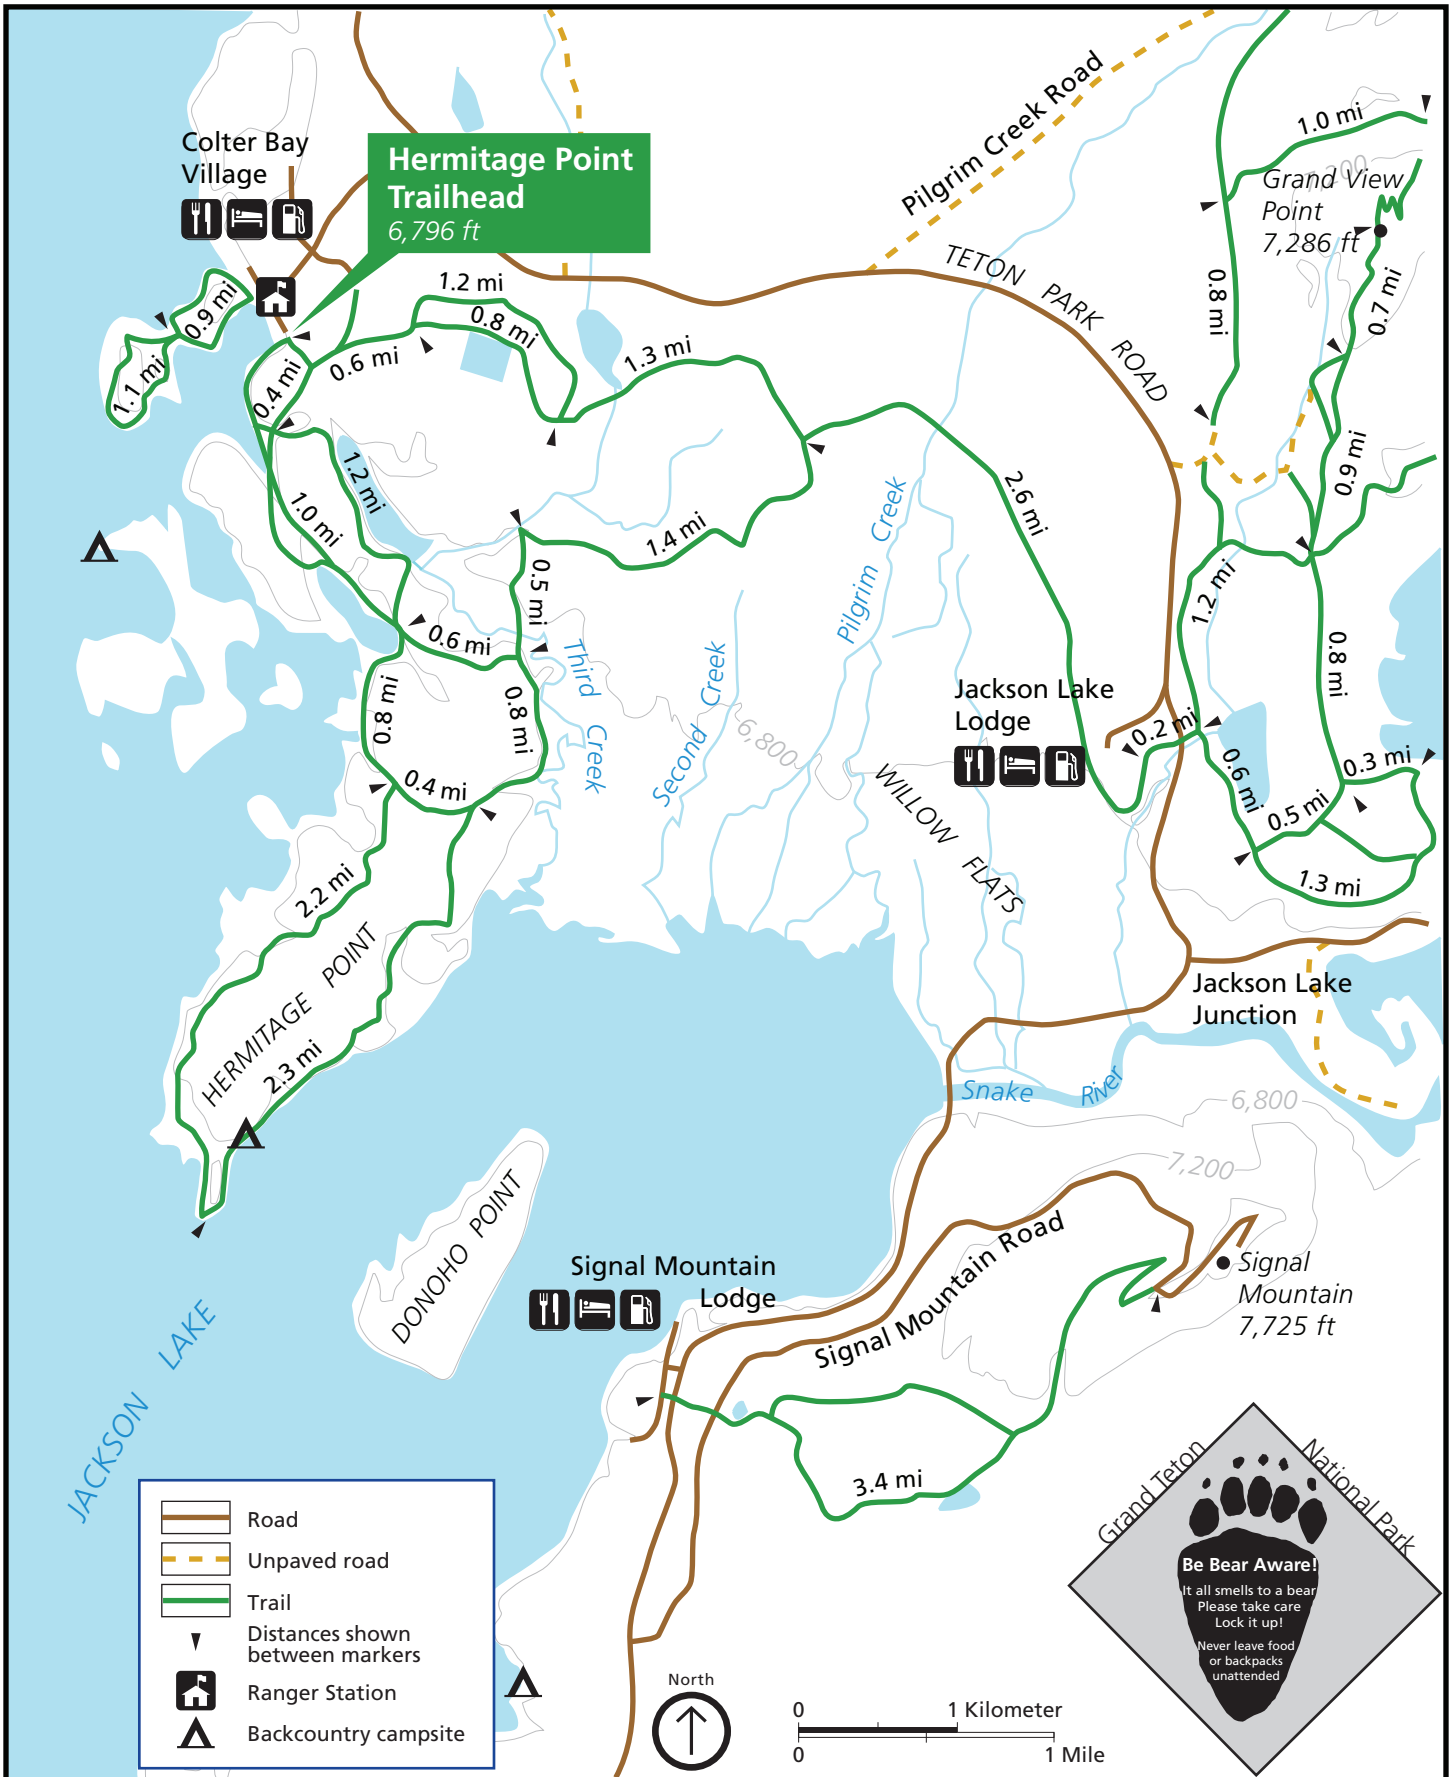 Colter Bay
Village
Hermitage Point
Trailhead
6,796 ft
Pilgrim Creek Road
1.0 mi
7,200
Grand View
Point
7,286 ft
TETON PARK ROAD
0.8 mi
0.7 mi
0.9 mi
1.1 mi
1.2 mi
0.8 mi
0.6 mi
1.3 mi
0.4 mi
1.2 mi
1.0 mi
2.6 mi
0.9 mi
1.4 mi
0.5 mi
0.6 mi
Pilgrim Creek
Third Creek
Second Creek
6,800
1.2 mi
0.8 mi
0.8 mi
0.8 mi
Jackson Lake
Lodge
0.2 mi
0.6 mi
0.5 mi
0.3 mi
1.3 mi
0.4 mi
WILLOW FLATS
2.2 mi
HERMITAGE POINT
2.3 mi
Jackson Lake
Junction
Snake River
6,800
7,200
DONOHO POINT
Signal Mountain
Lodge
Signal Mountain Road
Signal
Mountain
7,725 ft
JACKSON LAKE
3.4 mi
Road
Unpaved road
Trail
Distances shown
between markers
Ranger Station
Backcountry campsite
North
0 1 Kilometer
0 1 Mile
Grand Teton
National Park
Be Bear Aware!
It all smells to a bear
Please take care
Lock it up!
Never leave food
or backpacks
unattended